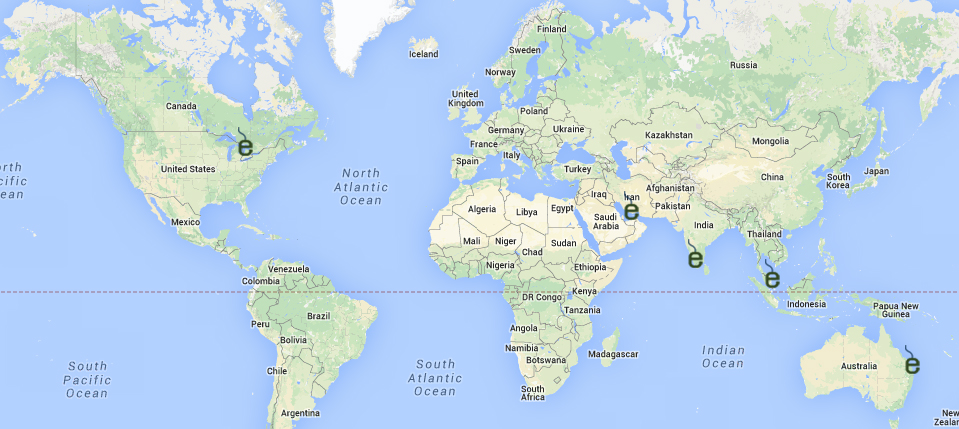 Finland
Iceland
Sweden
Russia
Norway
United
Kingdom
Canada
Poland
Germany
Ukraine
Kazakhstan
France
Mongolia
Italy
Spain
Turkey
United States
Japan
China
South
Korea
North
Atlantic
Ocean
orth
cific
ean
Afghanistan
Iraq
Iran
Pakistan
Algeria
Libya
Egypt
Saudi
Arabia
e
e
Mexico
India
Thailand
Mali
Niger
Chad
Sudan
e
Nigeria
Ethiopia
Venezuela
Colombia
e
Kenya
DR Congo
Indonesia
Papua New
Guinea
Tanzania
Brazil
Peru
Angola
Bolivia
Namibia
Botswana
Madagascar
Indian
Ocean
Australia
e
Chile
South
Pacific
Ocean
South
Atlantic
Ocean
South
Africa
Argentina
New
Zealan